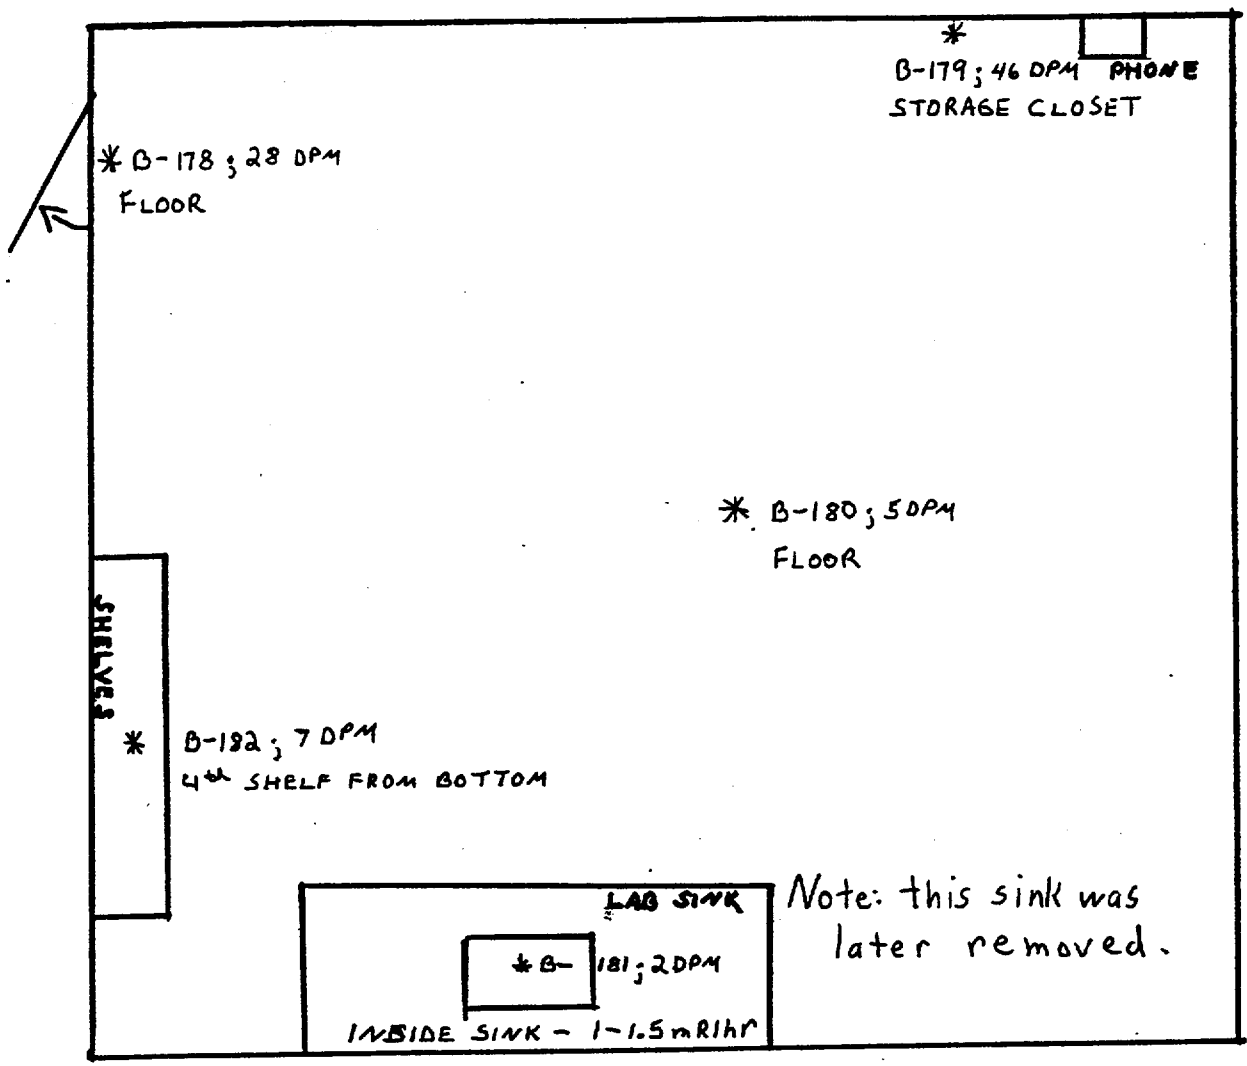 B-179; 46 DPM
PHONE
STORAGE CLOSET
B-178; 28 DPM
FLOOR
B-180; 5 DPM
FLOOR
SHELVES
B-182; 7 DPM
4th SHELF FROM BOTTOM
LAB SINK
B-181; 2 DPM
INSIDE SINK - 1-1.5 mR/hr
Note: this sink was
later removed.